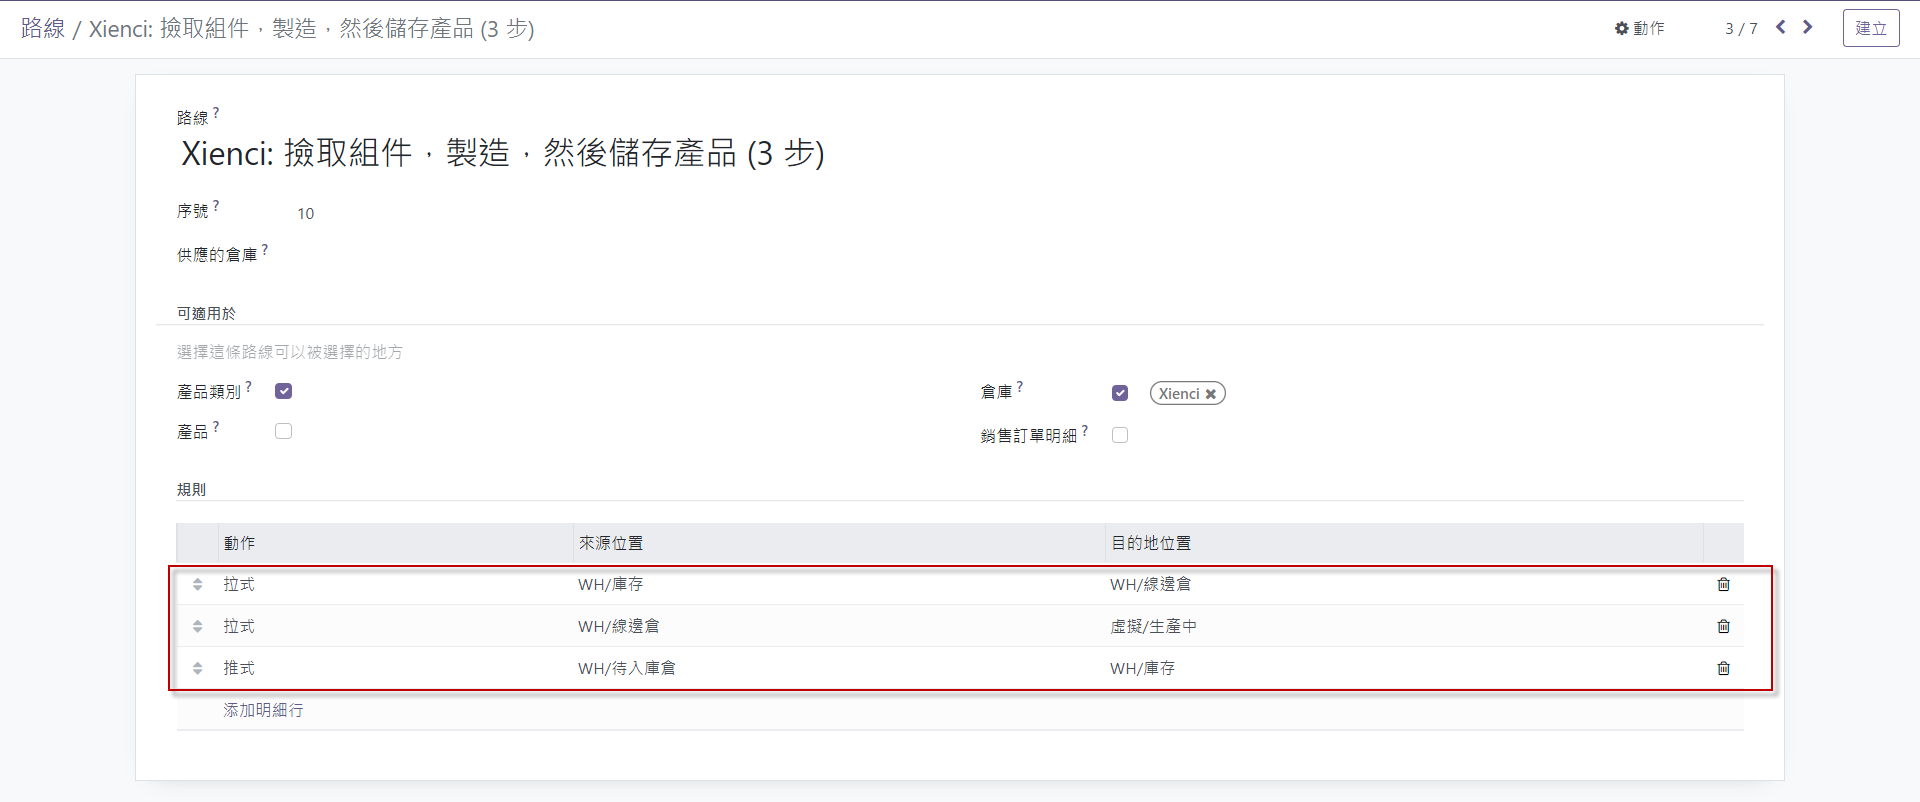 路線 / Xienci: 撿取組件，製造，然後儲存產品 (3 步)
動作
3 / 7
建立
路線 ?
Xienci: 撿取組件，製造，然後儲存產品 (3 步)
序號 ? 10
供應的倉庫 ?
可適用於
選擇這條路線可以被選擇的地方
產品類別 ?
倉庫 ? Xienci
產品 ?
銷售訂單明細 ?
規則
動作 來源位置 目的地位置
拉式 WH/庫存 WH/線邊倉
拉式 WH/線邊倉 虛擬/生產中
推式 WH/待入庫倉 WH/庫存
添加明細行